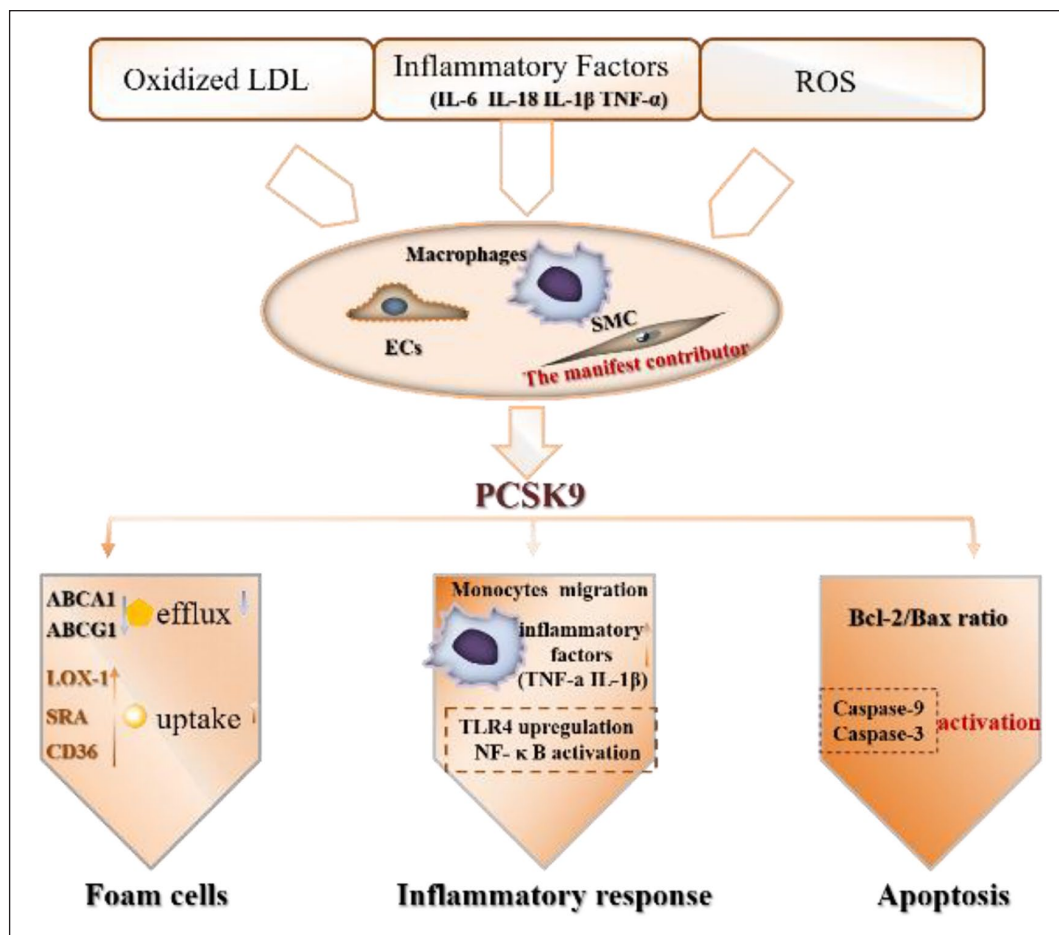 Oxidized LDL
Inflammatory Factors
(IL-6 IL-18 IL-1β TNF-α)
ROS
Macrophages
ECs
SMC
The manifest contributor
PCSK9
ABCA1
ABCG1
efflux
LOX-1
SRA
CD36
uptake
Monocytes migration
inflammatory
factors
(TNF-a IL-1β)
TLR4 upregulation
NF- κ B activation
Bcl-2/Bax ratio
Caspase-9
Caspase-3
activation
Foam cells
Inflammatory response
Apoptosis